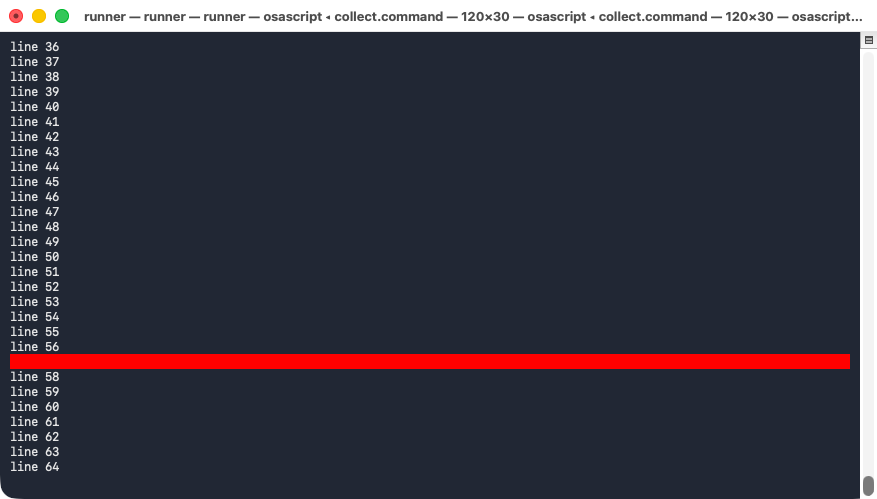 runner — runner — runner — osascript ◂ collect.command — 120×30 — osascript ◂ collect.command — 120×30 — osascript...
line 36
line 37
line 38
line 39
line 40
line 41
line 42
line 43
line 44
line 45
line 46
line 47
line 48
line 49
line 50
line 51
line 52
line 53
line 54
line 55
line 56
line 58
line 59
line 60
line 61
line 62
line 63
line 64